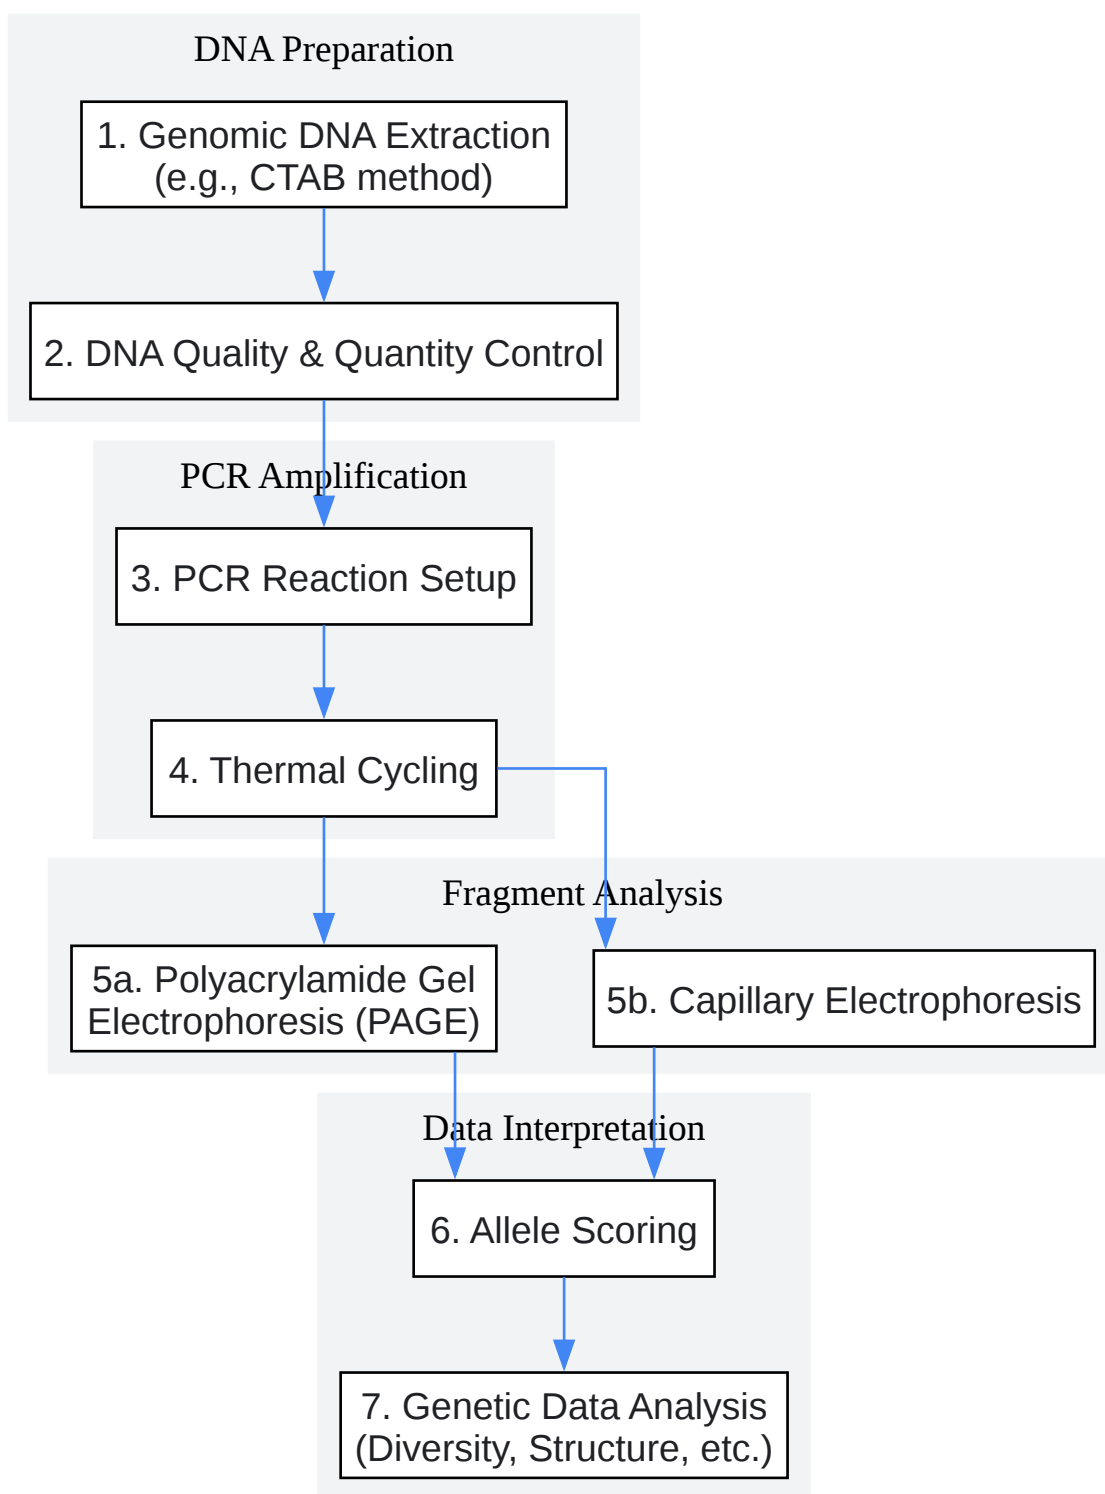 DNA Preparation
1. Genomic DNA Extraction
(e.g., CTAB method)
2. DNA Quality & Quantity Control
PCR Amplification
3. PCR Reaction Setup
4. Thermal Cycling
Fragment Analysis
5a. Polyacrylamide Gel
Electrophoresis (PAGE)
5b. Capillary Electrophoresis
Data Interpretation
6. Allele Scoring
7. Genetic Data Analysis
(Diversity, Structure, etc.)